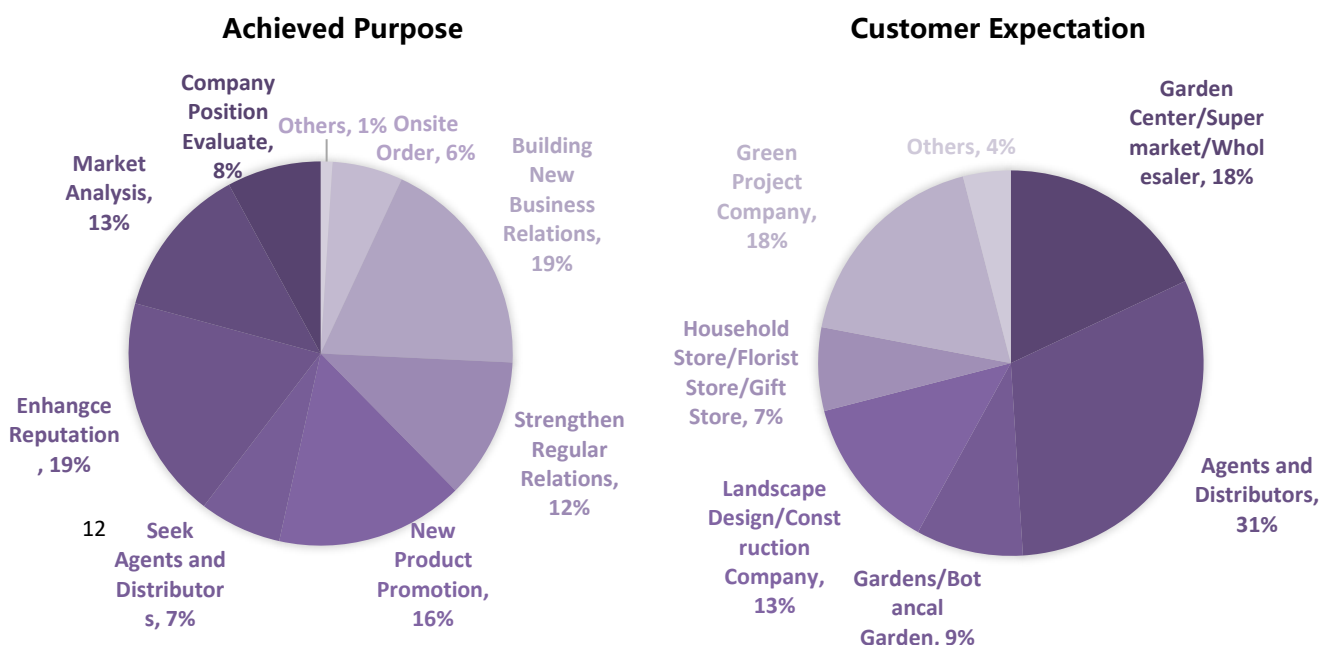 Achieved Purpose
Company
Position
Evaluate,
8%
Others, 1%
Onsite
Order, 6%
Building
New
Business
Relations,
19%
Strengthen
Regular
Relations,
12%
New
Product
Promotion,
16%
Seek
Agents and
Distributor
s, 7%
Enhangce
Reputation
, 19%
Market
Analysis,
13%
12
Customer Expectation
Garden
Center/Super
market/Whol
esaler, 18%
Agents and
Distributors,
31%
Gardens/Bot
ancal
Garden, 9%
Landscape
Design/Const
ruction
Company,
13%
Household
Store/Florist
Store/Gift
Store, 7%
Green
Project
Company,
18%
Others, 4%